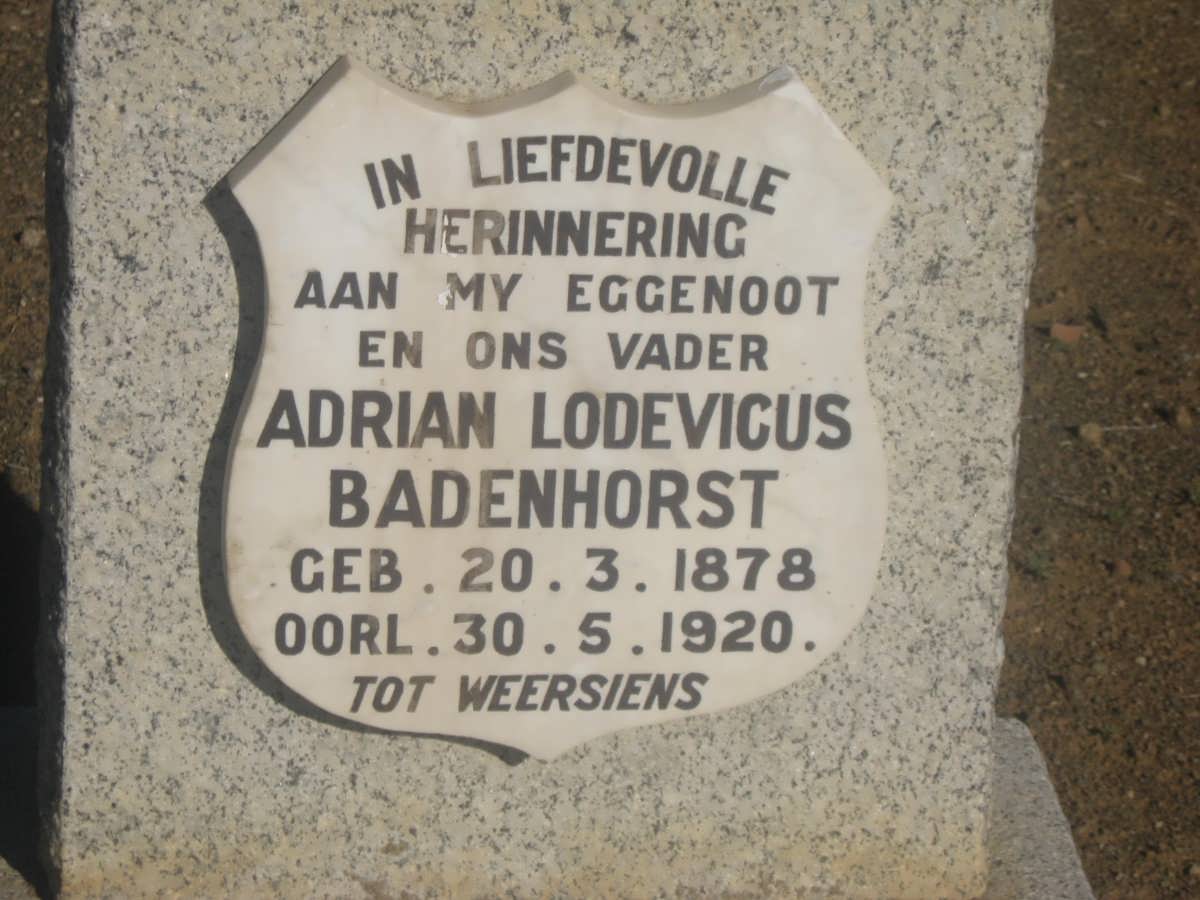 IN LIEFDEVOLLE
HERINNERING
AAN MY EGGENOOT
EN ONS VADER
ADRIAN LODEVICUS
BADENHORST
GEB. 20.3.1878
OORL. 30.5.1920.
TOT WEERSIENS